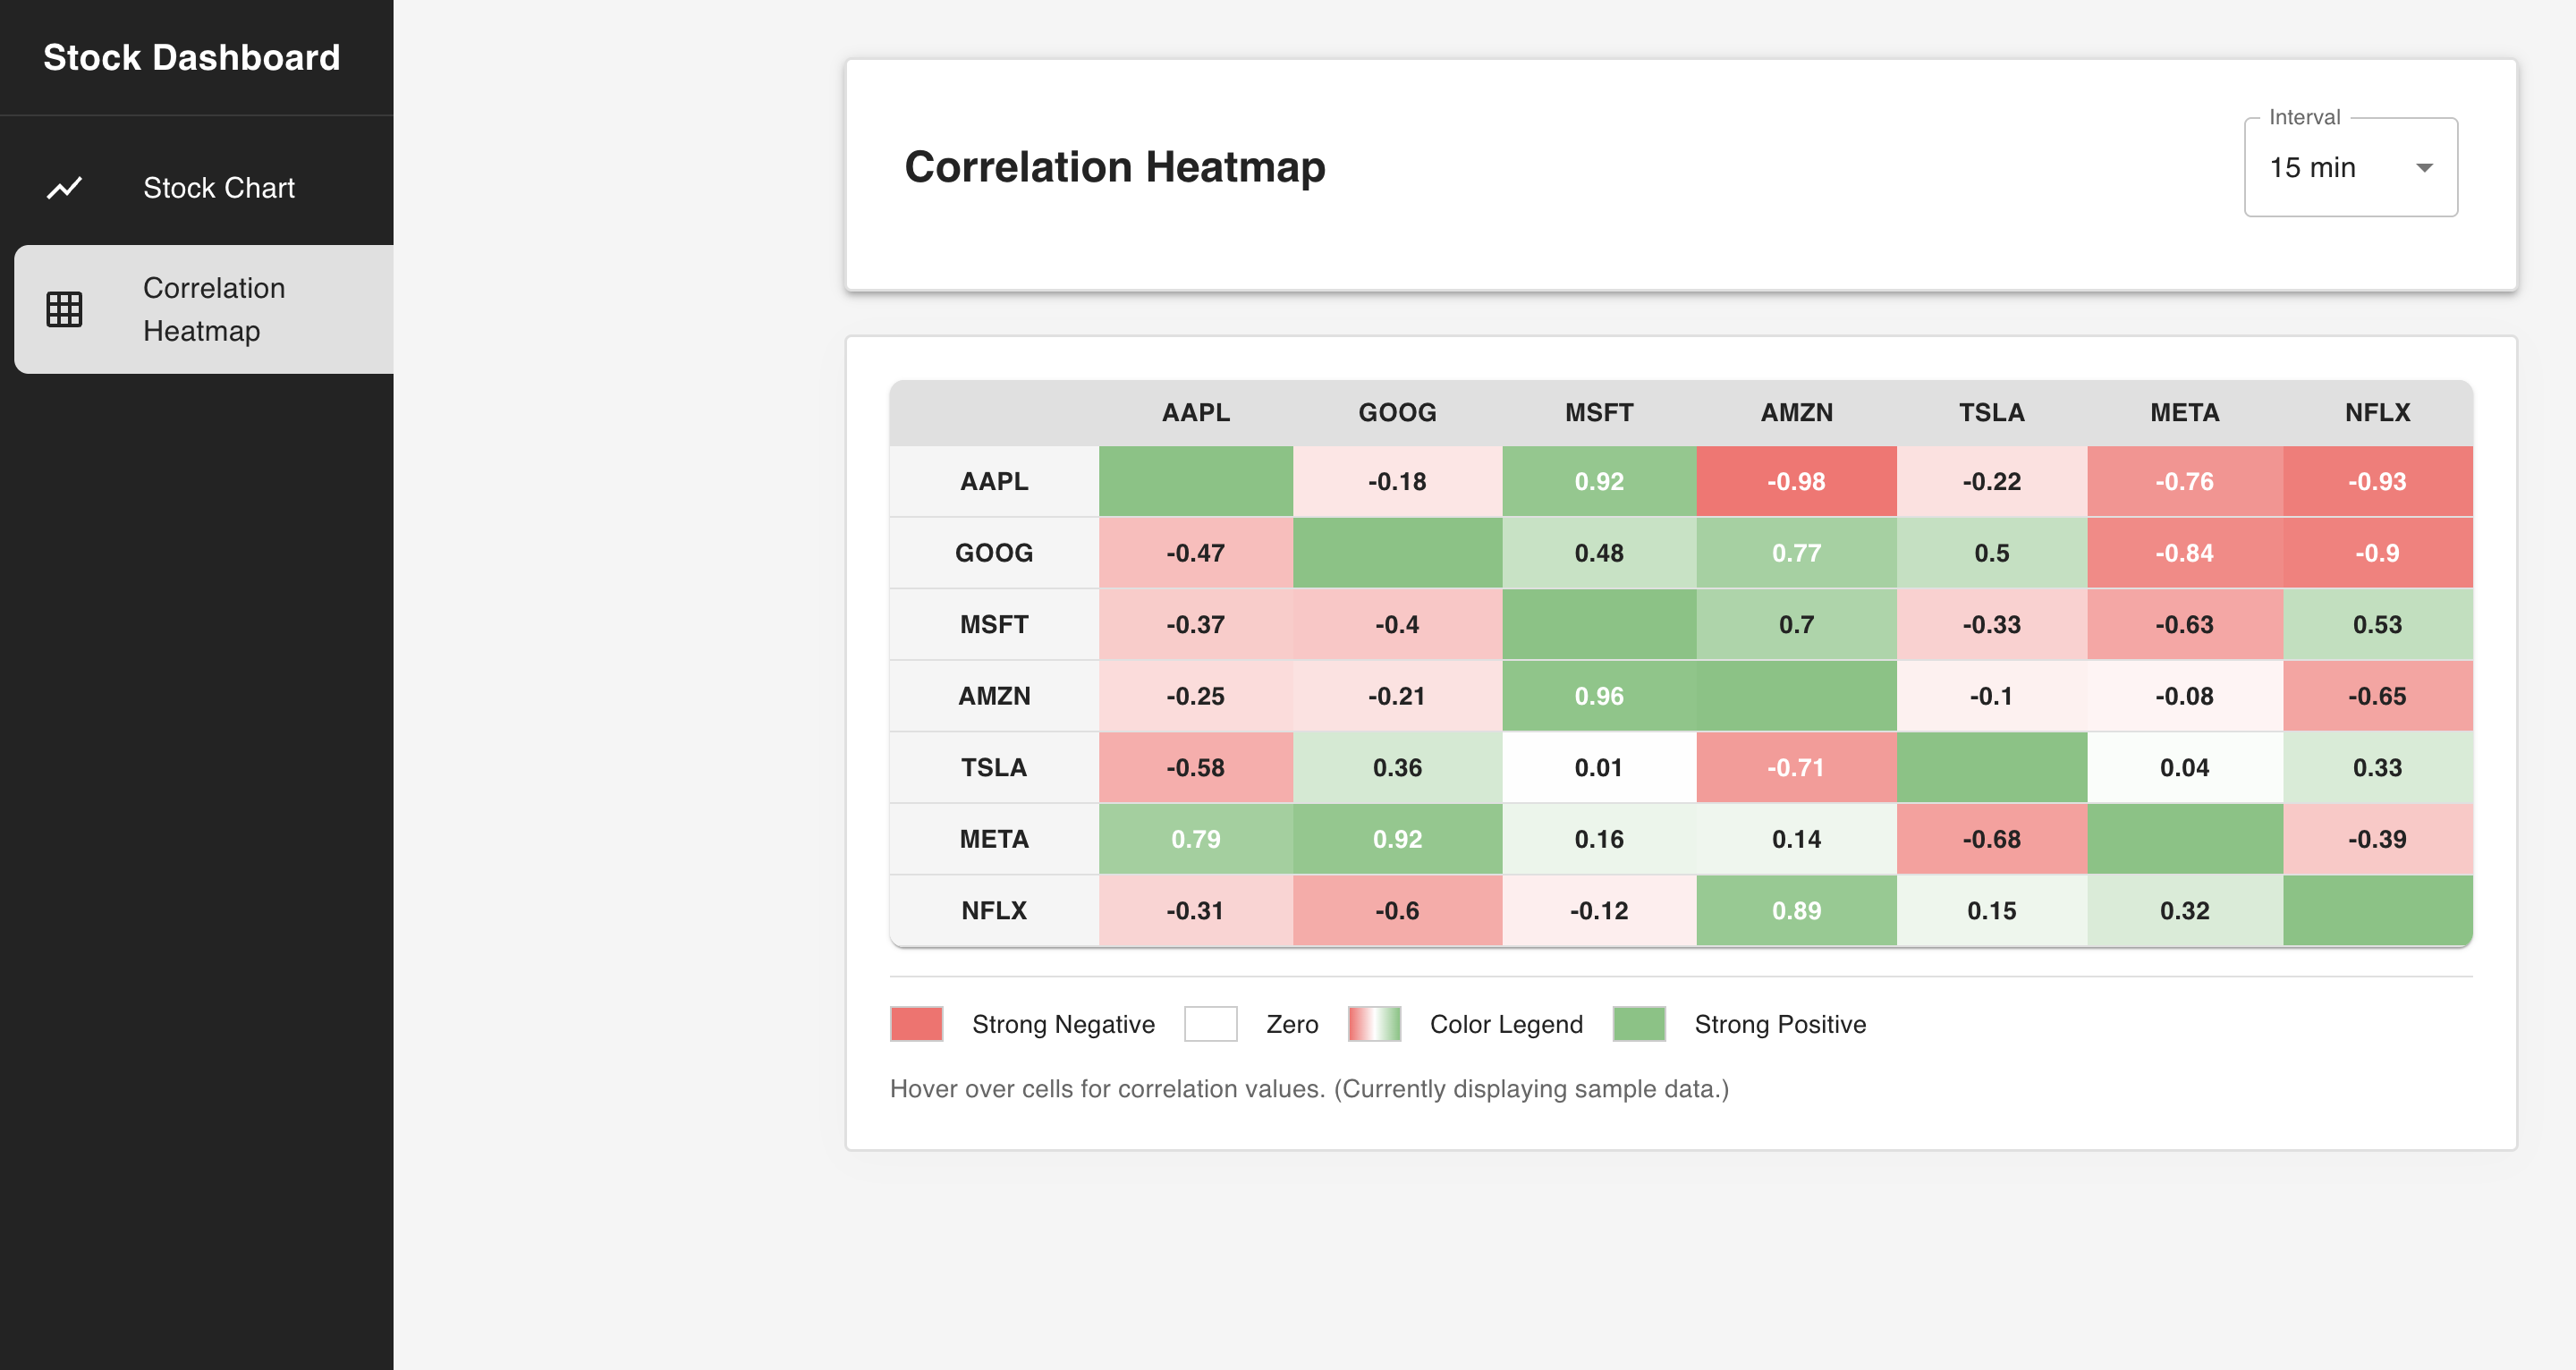 Stock Dashboard
Stock Chart
Correlation
Heatmap
Correlation Heatmap
Interval
15 min
AAPL GOOG MSFT AMZN TSLA META NFLX
AAPL -0.18 0.92 -0.98 -0.22 -0.76 -0.93
GOOG -0.47 0.48 0.77 0.5 -0.84 -0.9
MSFT -0.37 -0.4 0.7 -0.33 -0.63 0.53
AMZN -0.25 -0.21 0.96 -0.1 -0.08 -0.65
TSLA -0.58 0.36 0.01 -0.71 0.04 0.33
META 0.79 0.92 0.16 0.14 -0.68 -0.39
NFLX -0.31 -0.6 -0.12 0.89 0.15 0.32
Strong Negative Zero Color Legend Strong Positive
Hover over cells for correlation values. (Currently displaying sample data.)